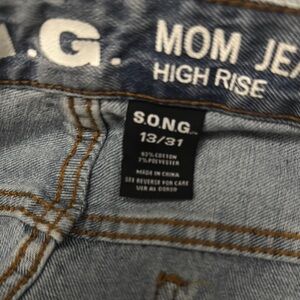 .G. MOM JEA
HIGH RISE
S.O.N.G.
13/31
93% COTTON
7% POLYESTER
MADE IN CHINA
SEE REVERSE FOR CARE
VER AL DORSO